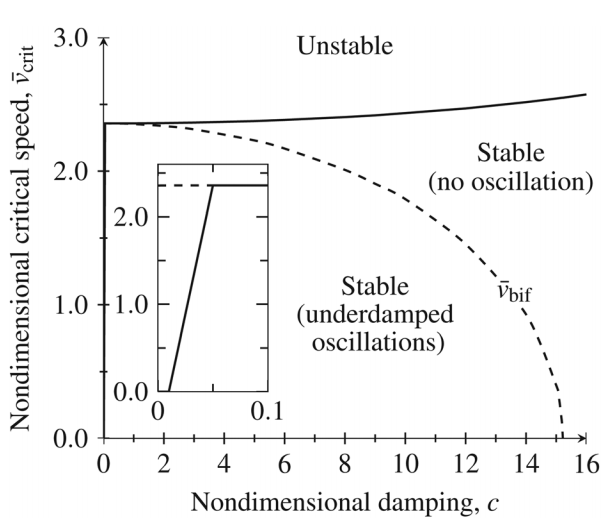 Nondimensional critical speed, v̄crit
3.0
2.0
1.0
0.0
Unstable
Stable
(no oscillation)
Stable
(underdamped
oscillations)
v̄bif
2.0
1.0
0.0
0 0.1
0 2 4 6 8 10 12 14 16
Nondimensional damping, c